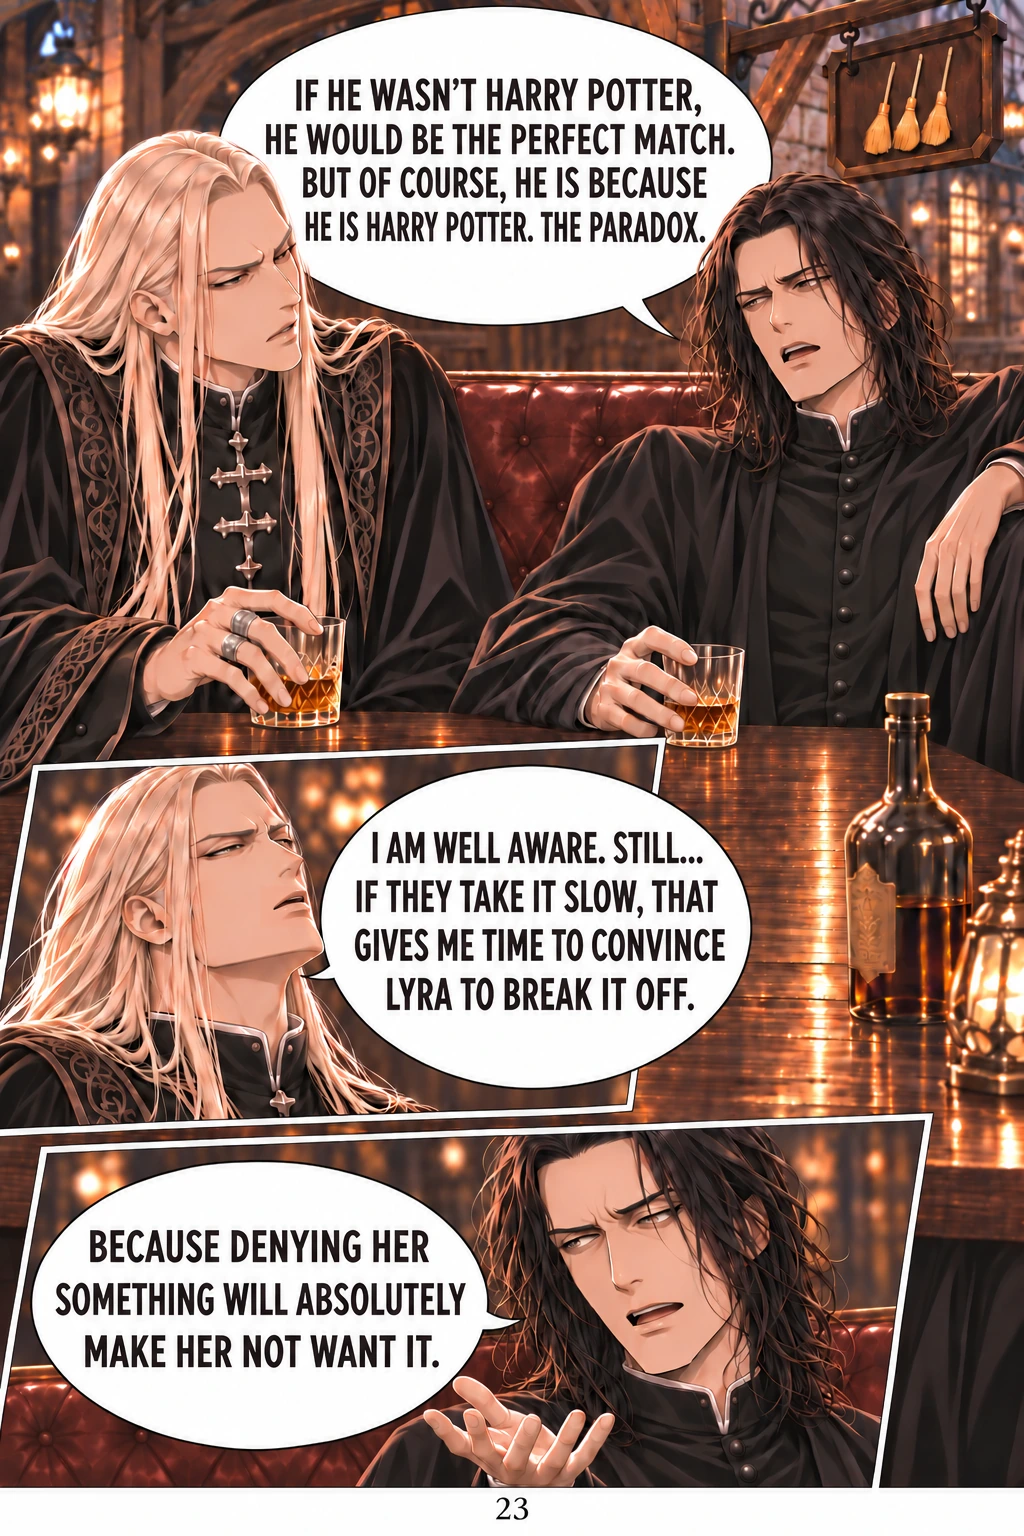 IF HE WASN'T HARRY POTTER,
HE WOULD BE THE PERFECT MATCH.
BUT OF COURSE, HE IS BECAUSE
HE IS HARRY POTTER. THE PARADOX.
I AM WELL AWARE. STILL...
IF THEY TAKE IT SLOW, THAT
GIVES ME TIME TO CONVINCE
LYRA TO BREAK IT OFF.
BECAUSE DENYING HER
SOMETHING WILL ABSOLUTELY
MAKE HER NOT WANT IT.
23